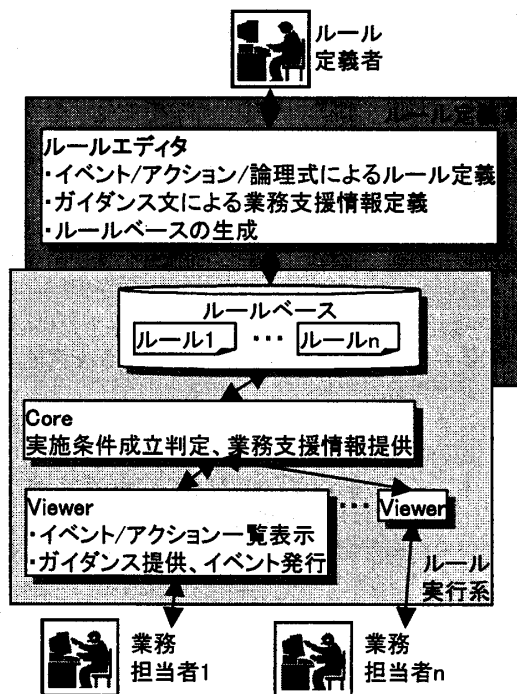 ルール
定義者
ルール定義
ルールエディタ
・イベント/アクション/論理式によるルール定義
・ガイダンス文による業務支援情報定義
・ルールベースの生成
ルールベース
ルール1 ・・・ ルールn
Core
実施条件成立判定、業務支援情報提供
Viewer
・イベント/アクション一覧表示
・ガイダンス提供、イベント発行
・・・ Viewer
ルール
実行系
業務
担当者1
業務
担当者n